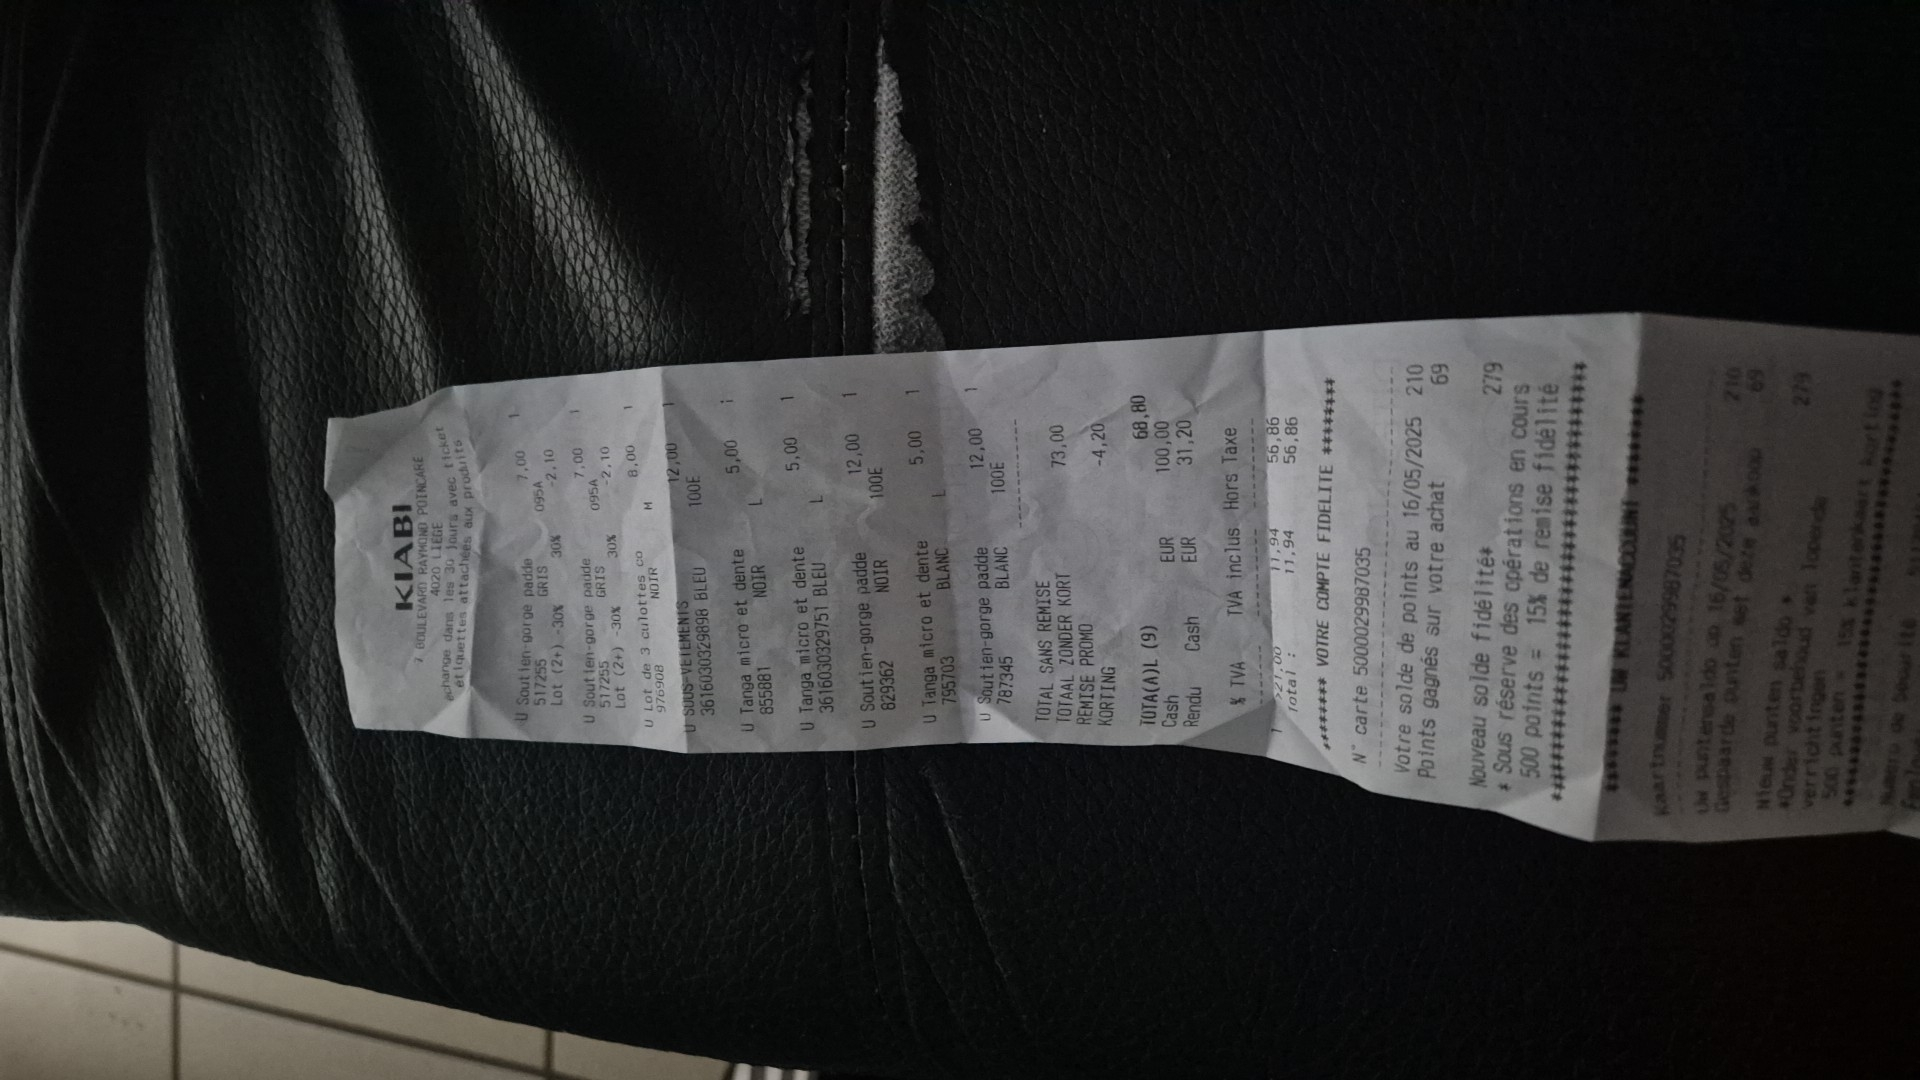 KIABI
7 BOULEVARD RAYMOND POINCARE
4020 LIEGE
échange dans les 30 jours avec ticket
étiquettes attachées aux produits
U Soutien-gorge padde 7,00 1
517255 GRIS 095A
Lot (2+) -30% 30% -2,10
U Soutien-gorge padde 7,00 1
517255 GRIS 095A
Lot (2+) -30% 30% -2,10
U Lot de 3 culottes co 8,00 1
976908 NOIR M
U SOUS-VETEMENTS 12,00 1
3616030329898 BLEU 100E
U Tanga micro et dente 5,00 1
855881 NOIR L
U Tanga micro et dente 5,00 1
3616030329751 BLEU L
U Soutien-gorge padde 12,00 1
829362 NOIR 100E
U Tanga micro et dente 5,00 1
795703 BLANC L
U Soutien-gorge padde 12,00 1
787345 BLANC 100E
TOTAL SANS REMISE 73,00
TOTAAL ZONDER KORT
REMISE PROMO -4,20
KORTING
TOTA(A)L (9) 68,80
Cash EUR 100,00
Rendu Cash EUR 31,20
% TVA TVA inclus Hors Taxe
1 >21,00 11,94 56,86
Total : 11,94 56,86
******* VOTRE COMPTE FIDELITE *******
N° carte 5000029987035
Votre solde de points au 16/05/2025 210
Points gagnés sur votre achat 69
Nouveau solde fidélité* 279
* Sous réserve des opérations en cours
500 points = 15% de remise fidélité
****** UW KLANTENACCOUNT ******
Kaartnummer 5000029987035
Uw puntensaldo op 16/05/2025 210
Gespaarde punten met deze aankoop 69
Nieuw punten saldo * 279
*Onder voorbehoud van lopende
verrichtingen
500 punten = 15% klantenkaart korting
Numéro de sécurité